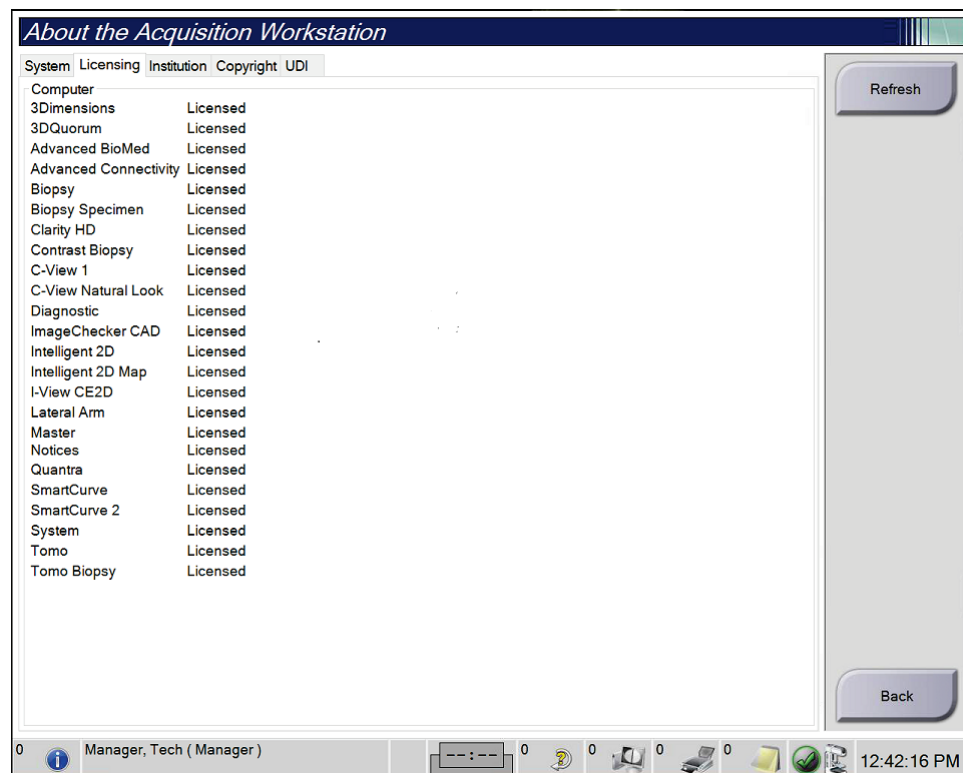 About the Acquisition Workstation
System Licensing Institution Copyright UDI
Computer
3Dimensions Licensed
3DQuorum Licensed
Advanced BioMed Licensed
Advanced Connectivity Licensed
Biopsy Licensed
Biopsy Specimen Licensed
Clarity HD Licensed
Contrast Biopsy Licensed
C-View 1 Licensed
C-View Natural Look Licensed
Diagnostic Licensed
ImageChecker CAD Licensed
Intelligent 2D Licensed
Intelligent 2D Map Licensed
I-View CE2D Licensed
Lateral Arm Licensed
Master Licensed
Notices Licensed
Quantra Licensed
SmartCurve Licensed
SmartCurve 2 Licensed
System Licensed
Tomo Licensed
Tomo Biopsy Licensed
Refresh
Back
0 Manager, Tech ( Manager ) --:-- 0 0 0 0 12:42:16 PM